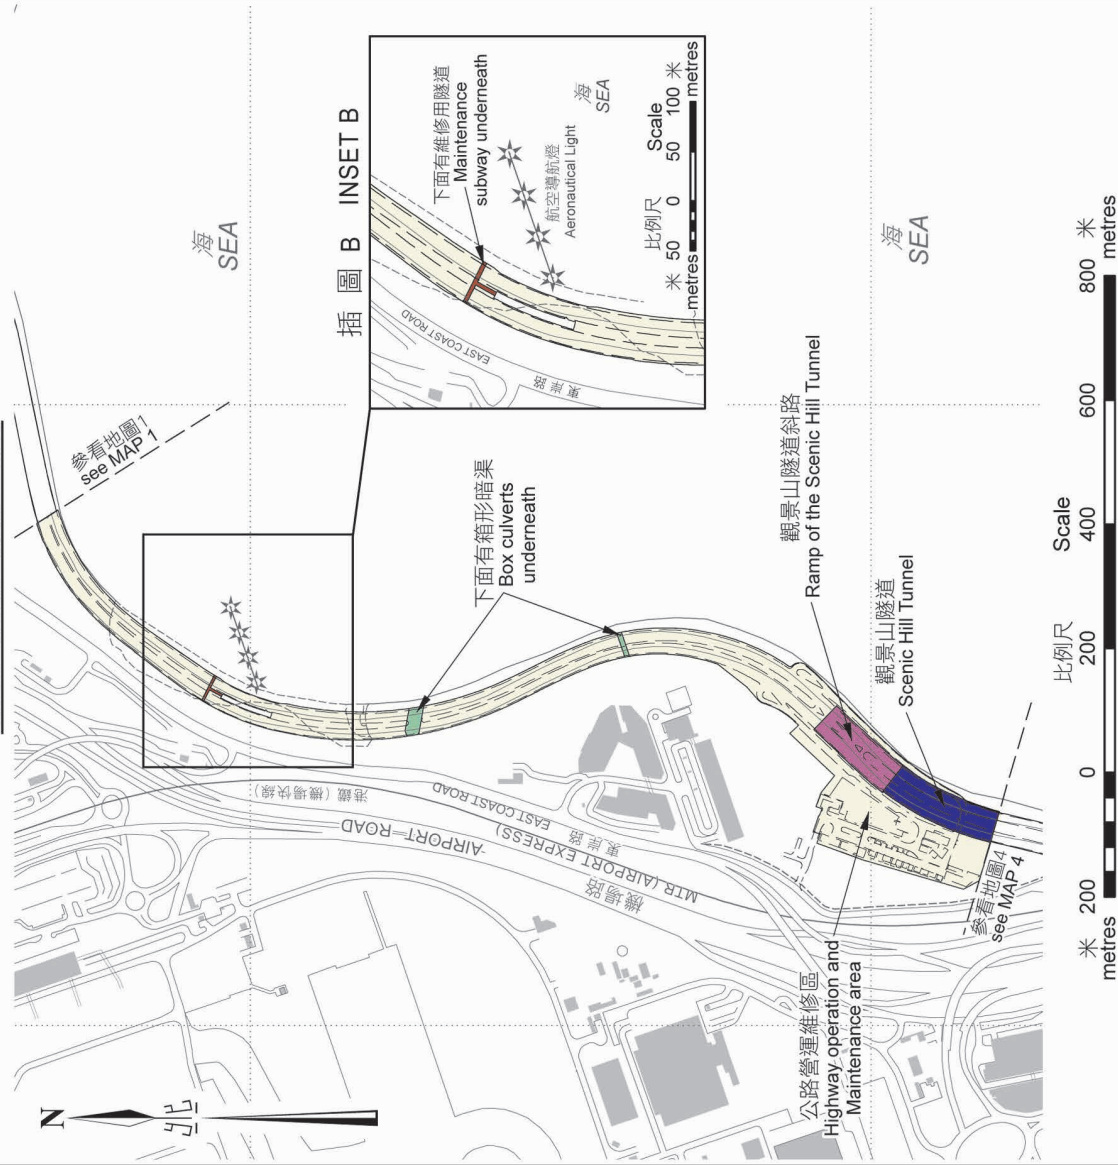 N
海
SEA
參看地圖1
see MAP 1
插圖 B INSET B
下面有維修用隧道
Maintenance
subway underneath
航空導航燈
Aeronautical Light
海
SEA
EAST COAST ROAD
東岸路
比例尺 Scale
米 50 0 50 100 米
metres metres
下面有箱形暗渠
Box culverts
underneath
港鐵 (機場快線)
EAST COAST ROAD
東岸路
AIRPORT ROAD
MTR (AIRPORT EXPRESS)
機場路
海
SEA
觀景山隧道斜路
Ramp of the Scenic Hill Tunnel
觀景山隧道
Scenic Hill Tunnel
參看地圖4
see MAP 4
公路營運維修區
Highway operation and
Maintenance area
比例尺 Scale
米 200 0 200 400 600 800 米
metres metres